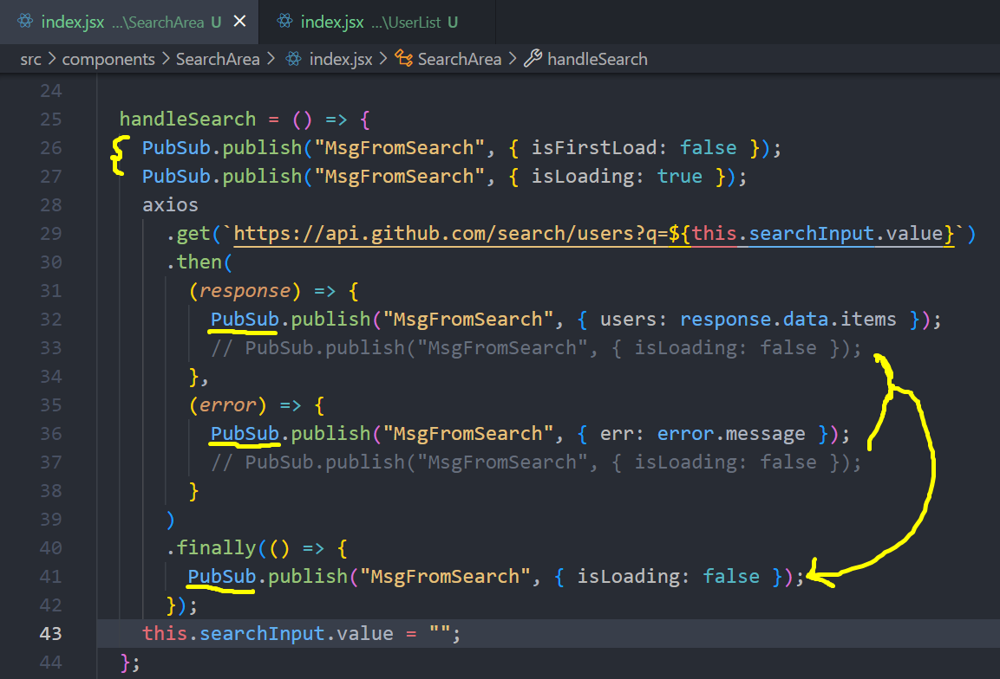 index.jsx ...\SearchArea U × index.jsx ...\UserList U
src > components > SearchArea > index.jsx > SearchArea > handleSearch
24
25 handleSearch = () => {
26 PubSub.publish("MsgFromSearch", { isFirstLoad: false });
27 PubSub.publish("MsgFromSearch", { isLoading: true });
28 axios
29 .get(`https://api.github.com/search/users?q=${this.searchInput.value}`)
30 .then(
31 (response) => {
32 PubSub.publish("MsgFromSearch", { users: response.data.items });
33 // PubSub.publish("MsgFromSearch", { isLoading: false });
34 },
35 (error) => {
36 PubSub.publish("MsgFromSearch", { err: error.message });
37 // PubSub.publish("MsgFromSearch", { isLoading: false });
38 }
39 )
40 .finally(() => {
41 PubSub.publish("MsgFromSearch", { isLoading: false });
42 });
43 this.searchInput.value = "";
44 };